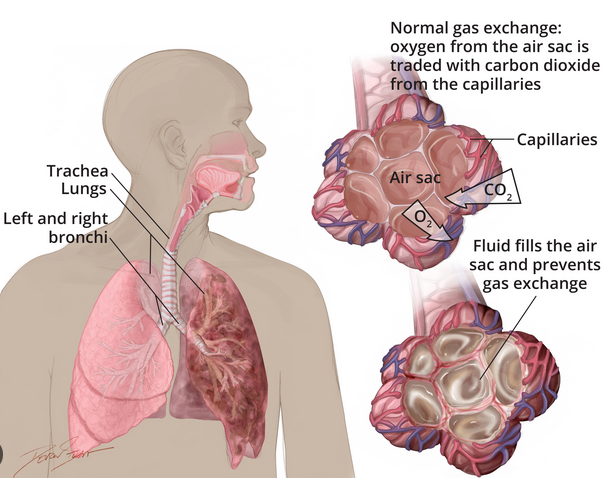 Normal gas exchange:
oxygen from the air sac is
traded with carbon dioxide
from the capillaries
Capillaries
Air sac
CO₂
O₂
Trachea
Lungs
Left and right
bronchi
Fluid fills the air
sac and prevents
gas exchange